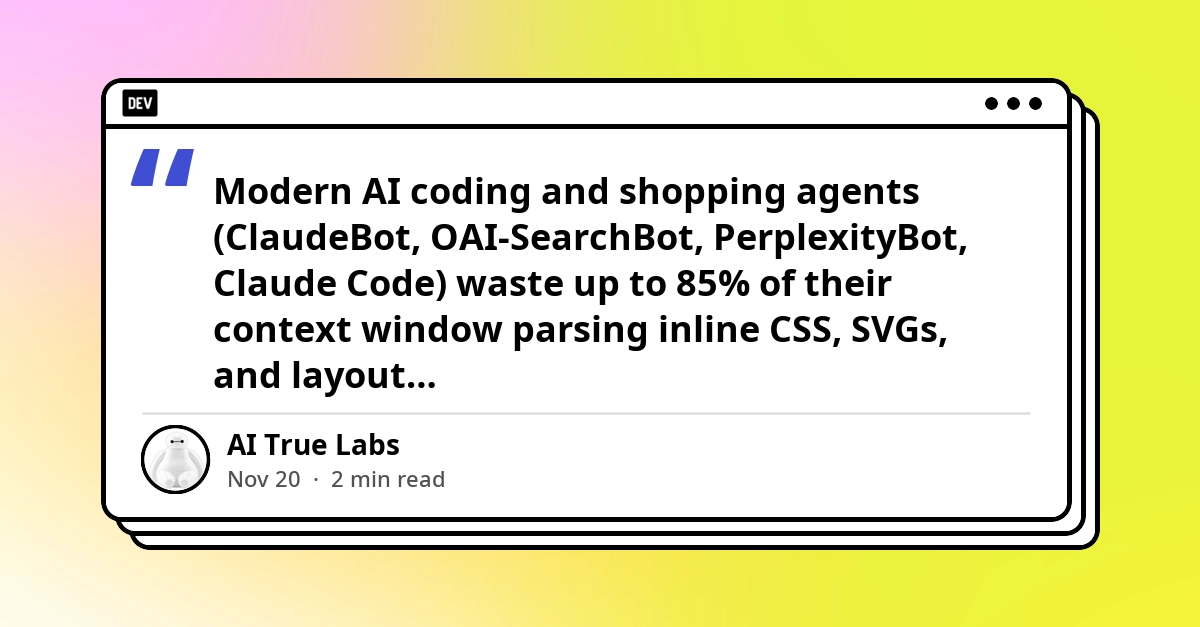 DEV
“
Modern AI coding and shopping agents
(ClaudeBot, OAI-SearchBot, PerplexityBot,
Claude Code) waste up to 85% of their
context window parsing inline CSS, SVGs,
and layout...
AI True Labs
Nov 20 · 2 min read